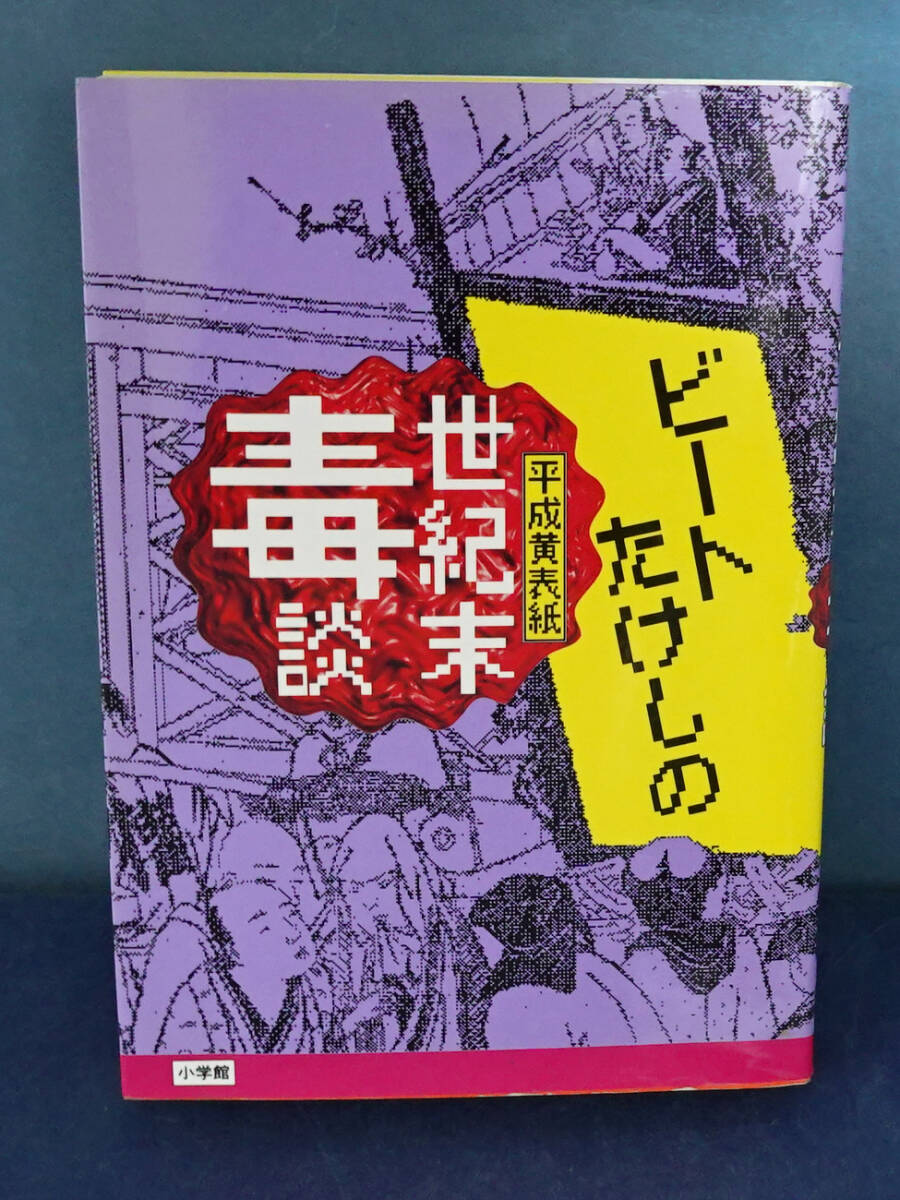 ビート
たけしの
平成黄表紙
世紀末
毒談
小学館